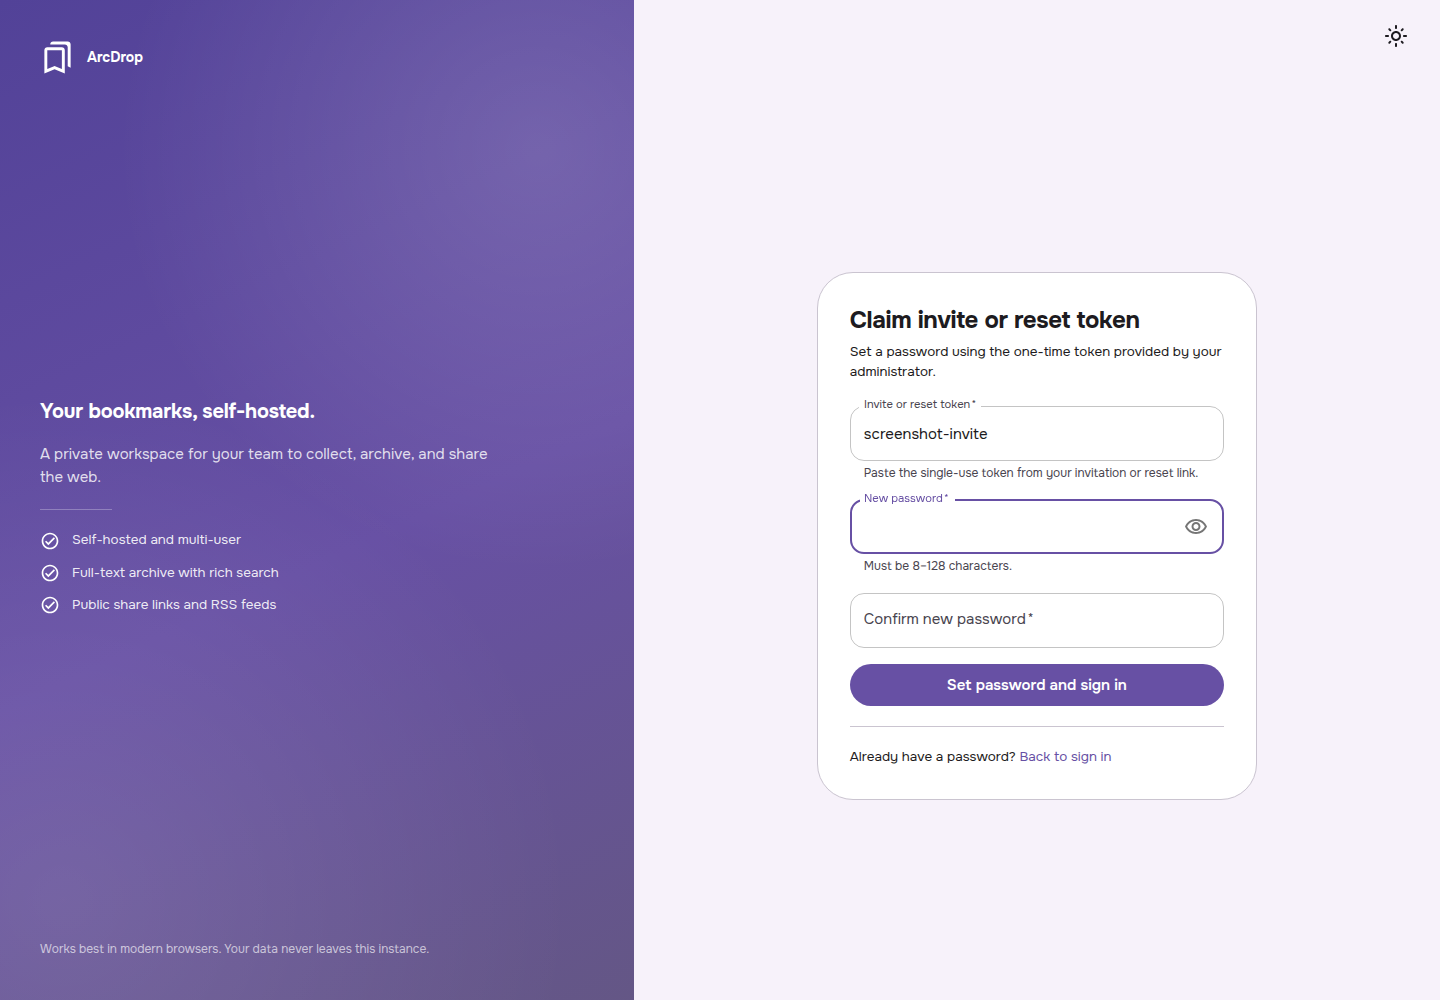 ArcDrop
Your bookmarks, self-hosted.
A private workspace for your team to collect, archive, and share
the web.
Self-hosted and multi-user
Full-text archive with rich search
Public share links and RSS feeds
Works best in modern browsers. Your data never leaves this instance.
Claim invite or reset token
Set a password using the one-time token provided by your
administrator.
Invite or reset token *
screenshot-invite
Paste the single-use token from your invitation or reset link.
New password *
Must be 8–128 characters.
Confirm new password *
Set password and sign in
Already have a password? Back to sign in